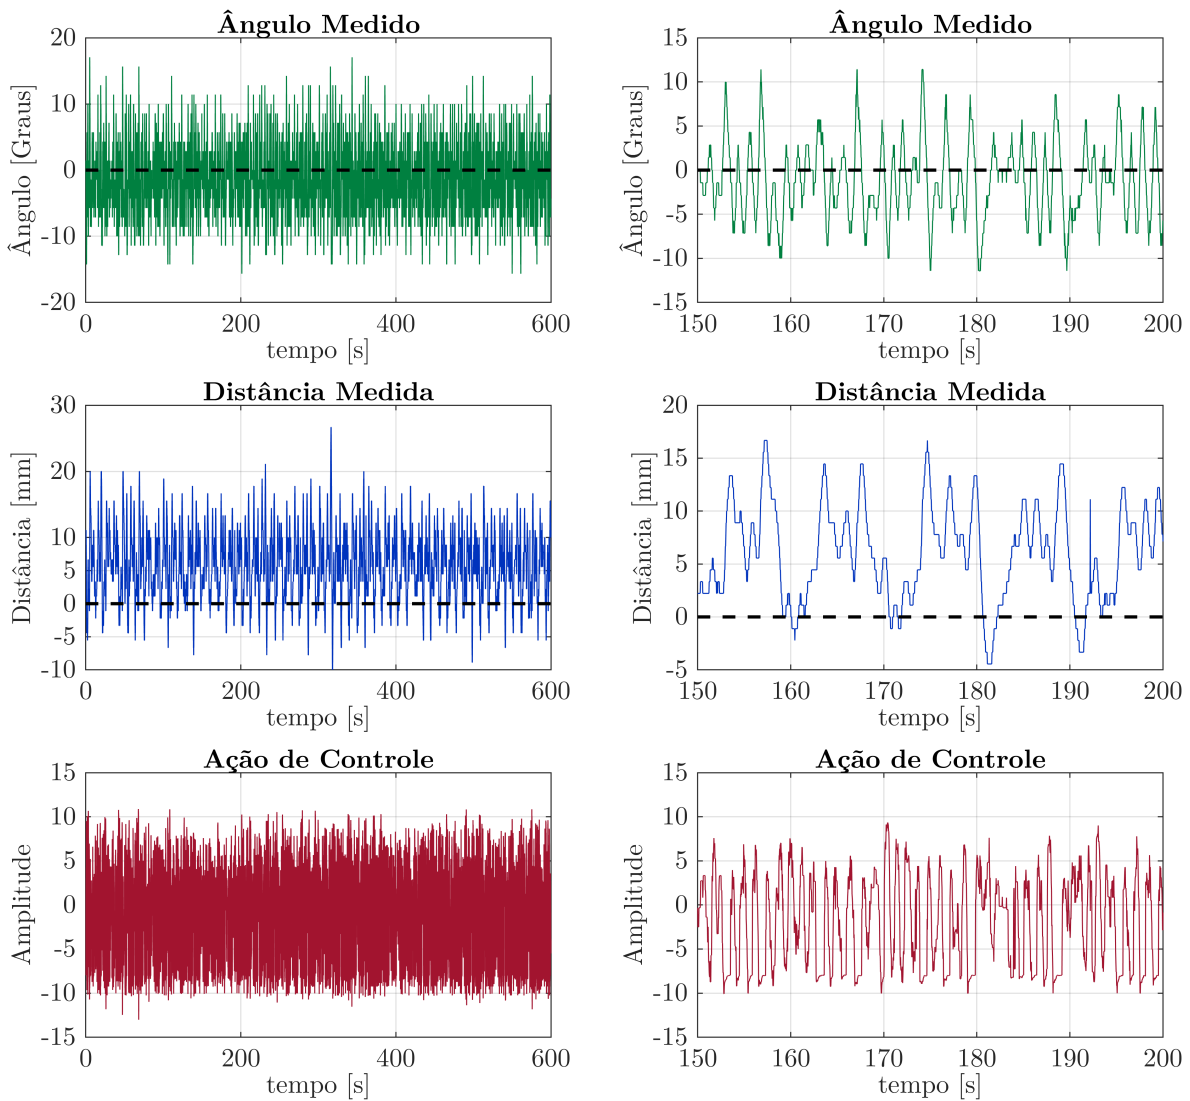 Ângulo Medido
20
10
0
-10
-20
Ângulo [Graus]
0 200 400 600
tempo [s]
Ângulo Medido
15
10
5
0
-5
-10
-15
Ângulo [Graus]
150 160 170 180 190 200
tempo [s]
Distância Medida
30
20
10
5
0
-5
-10
Distância [mm]
0 200 400 600
tempo [s]
Distância Medida
20
15
10
5
0
-5
Distância [mm]
150 160 170 180 190 200
tempo [s]
Ação de Controle
15
10
5
0
-5
-10
-15
Amplitude
0 200 400 600
tempo [s]
Ação de Controle
15
10
5
0
-5
-10
-15
Amplitude
150 160 170 180 190 200
tempo [s]